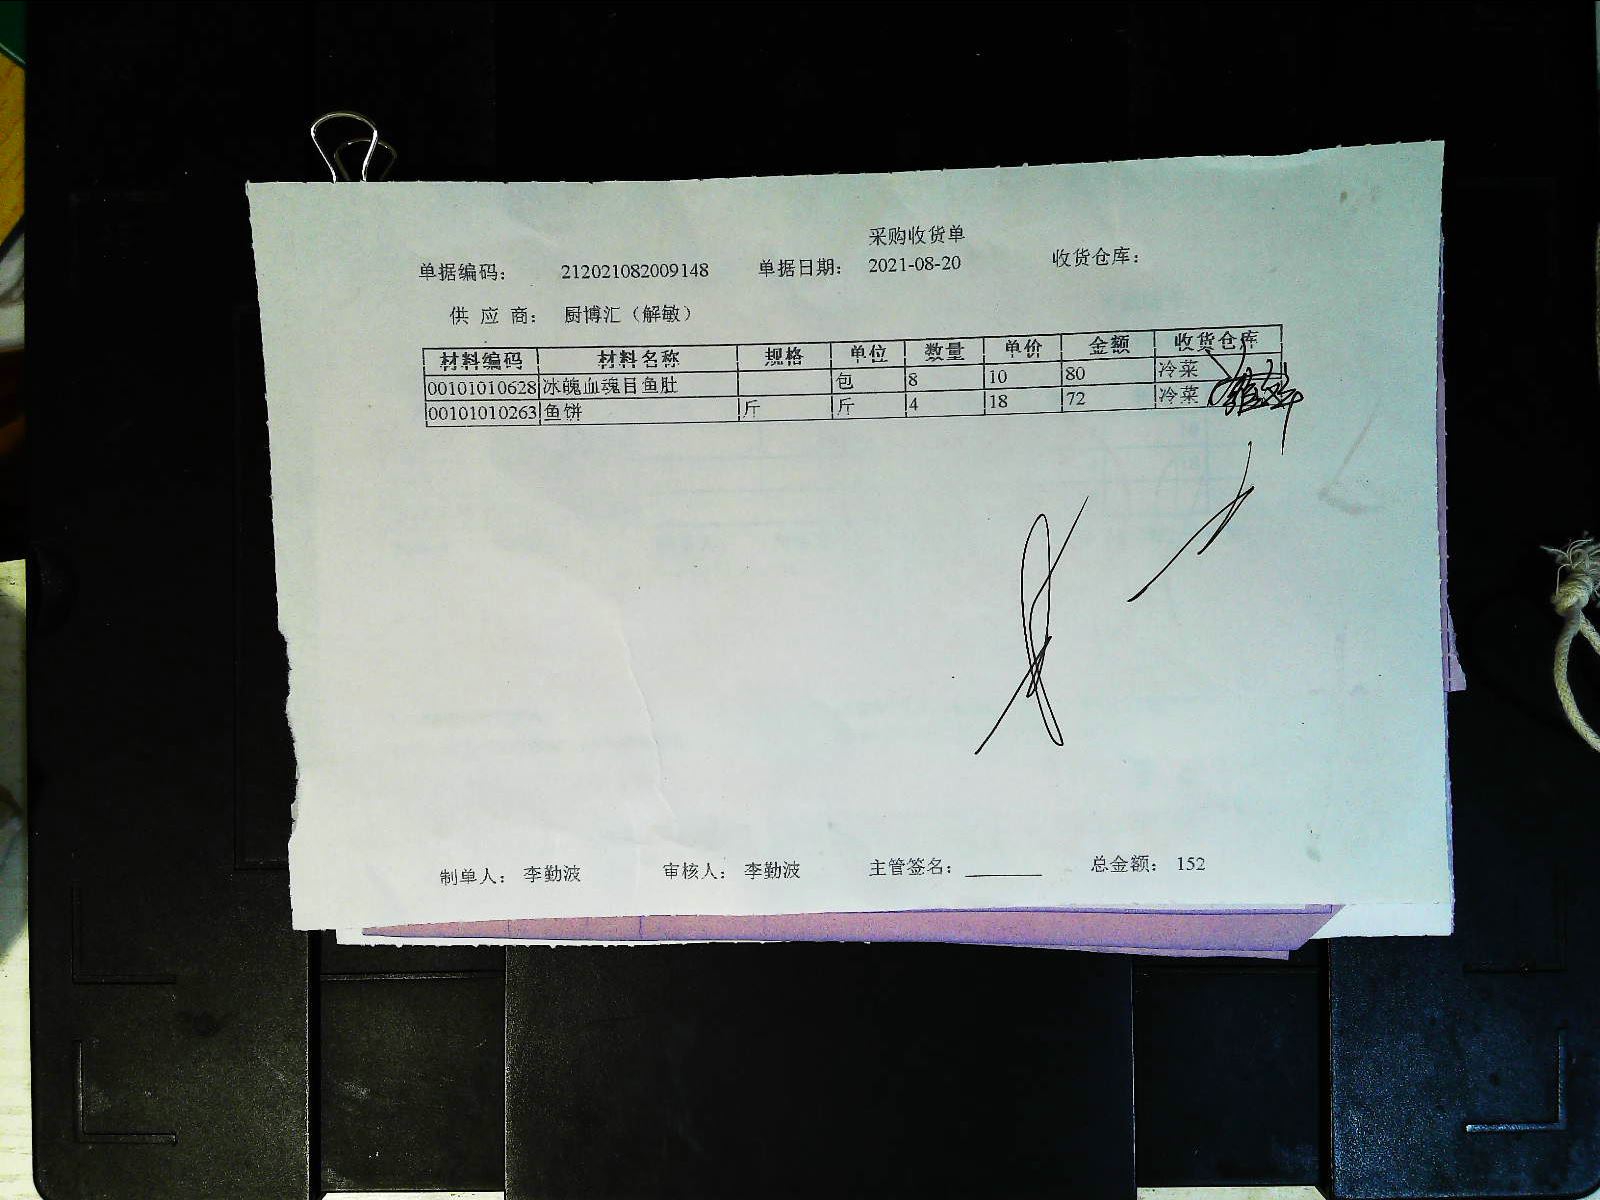 采购收货单
单据编码： 212021082009148 单据日期： 2021-08-20 收货仓库：
供 应 商： 厨博汇（解敏）
材料编码 材料名称 规格 单位 数量 单价 金额 收货仓库
00101010628 冰魄血魂目鱼肚 包 8 10 80 冷菜
00101010263 鱼饼 斤 斤 4 18 72 冷菜
制单人： 李勤波 审核人： 李勤波 主管签名： 总金额： 152